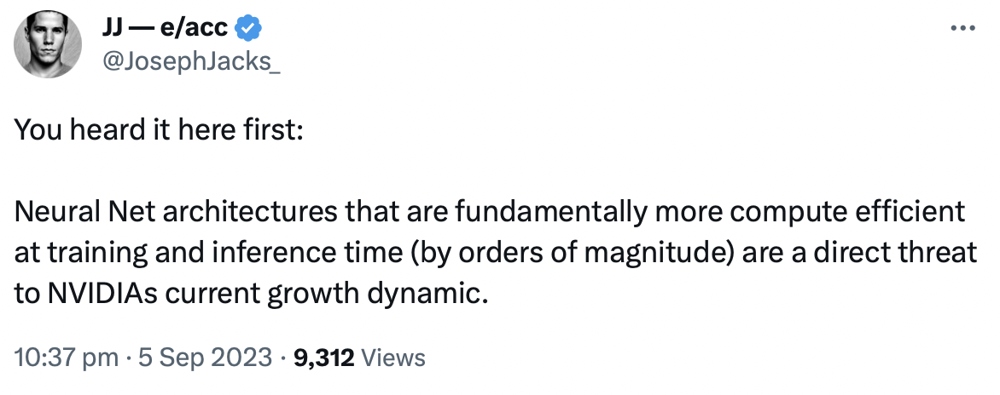 JJ — e/acc
@JosephJacks_
You heard it here first:
Neural Net architectures that are fundamentally more compute efficient
at training and inference time (by orders of magnitude) are a direct threat
to NVIDIAs current growth dynamic.
10:37 pm · 5 Sep 2023 · 9,312 Views